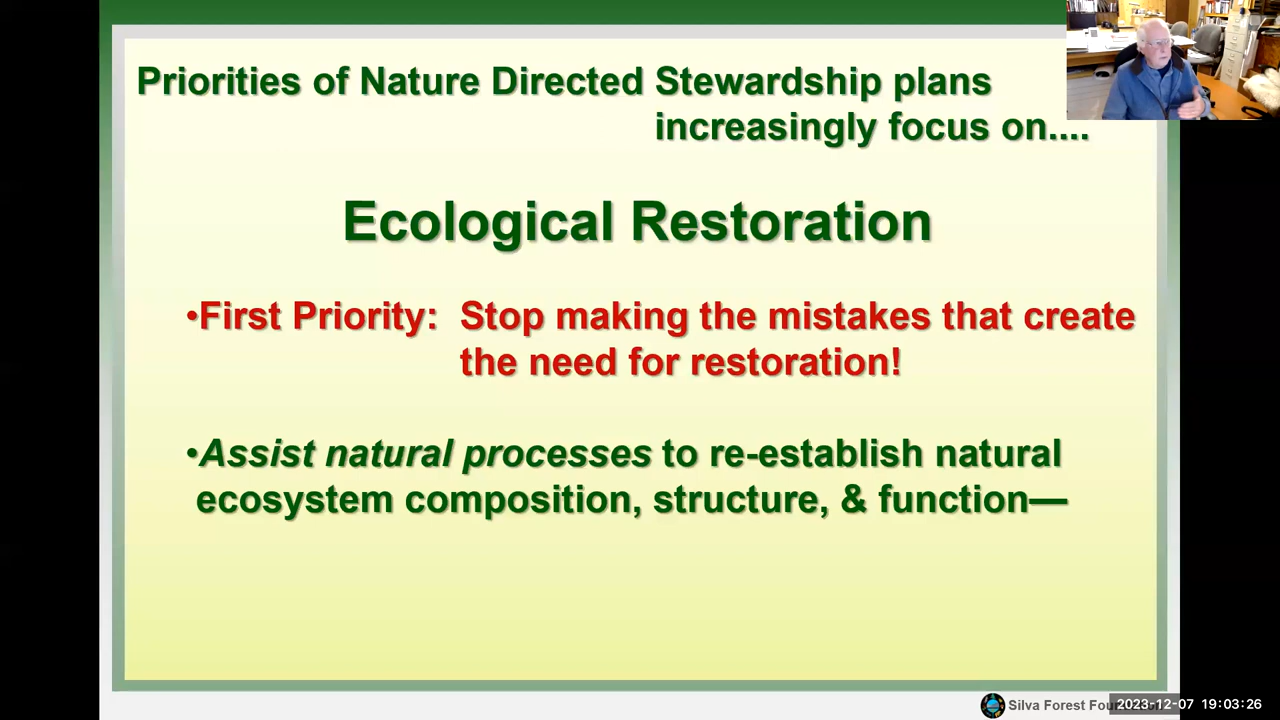 Priorities of Nature Directed Stewardship plans
increasingly focus on....
Ecological Restoration
•First Priority: Stop making the mistakes that create
the need for restoration!
•Assist natural processes to re-establish natural
ecosystem composition, structure, & function—
Silva Forest
2023-12-07 19:03:26